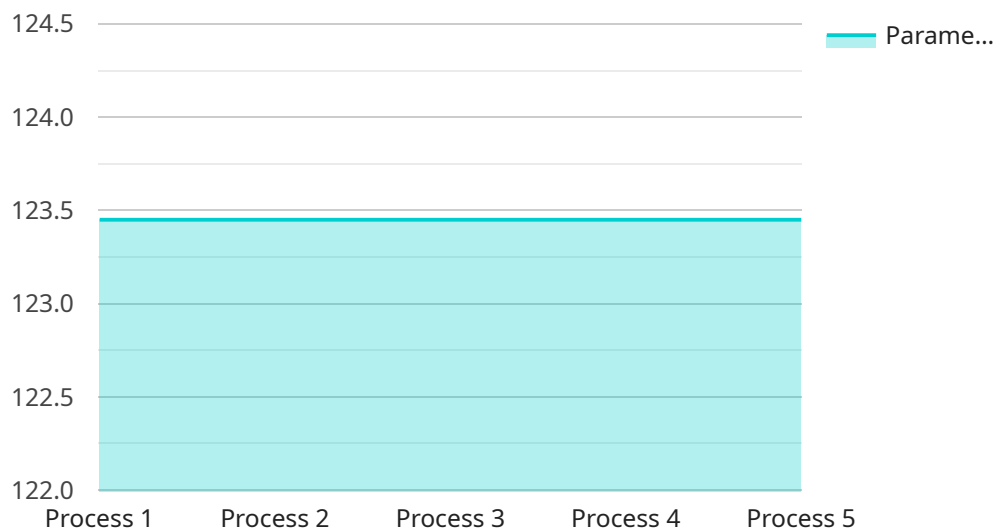 124.5
Parame...
124.0
123.5
123.0
122.5
122.0
Process 1
Process 2
Process 3
Process 4
Process 5